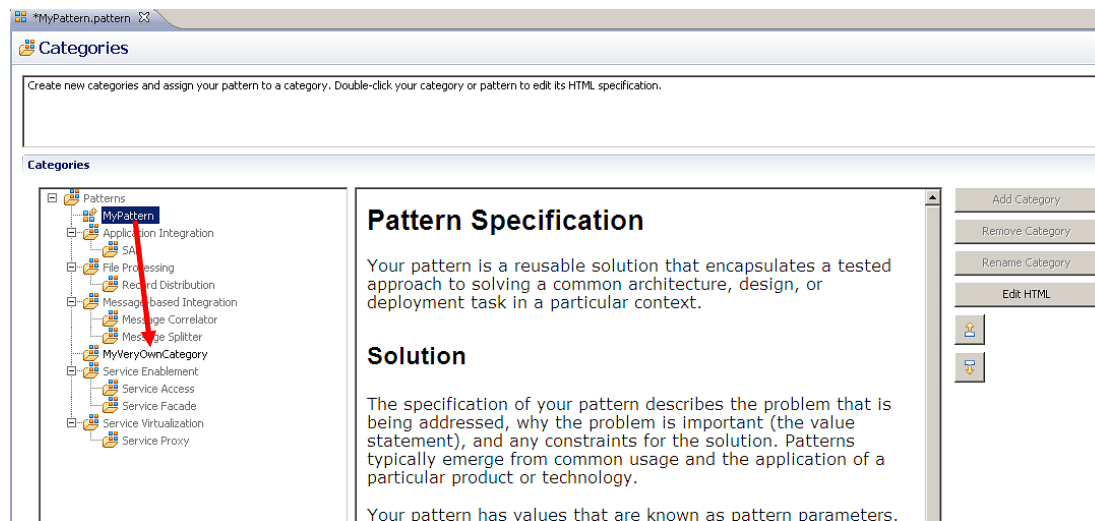 *MyPattern.pattern
Categories
Create new categories and assign your pattern to a category. Double-click your category or pattern to edit its HTML specification.
Categories
Patterns
MyPattern
Application Integration
SA
File Processing
Record Distribution
Message-based Integration
Message Correlator
Message Splitter
MyVeryOwnCategory
Service Enablement
Service Access
Service Facade
Service Virtualization
Service Proxy
Pattern Specification
Your pattern is a reusable solution that encapsulates a tested
approach to solving a common architecture, design, or
deployment task in a particular context.
Solution
The specification of your pattern describes the problem that is
being addressed, why the problem is important (the value
statement), and any constraints for the solution. Patterns
typically emerge from common usage and the application of a
particular product or technology.
Your pattern has values that are known as pattern parameters.
Add Category
Remove Category
Rename Category
Edit HTML